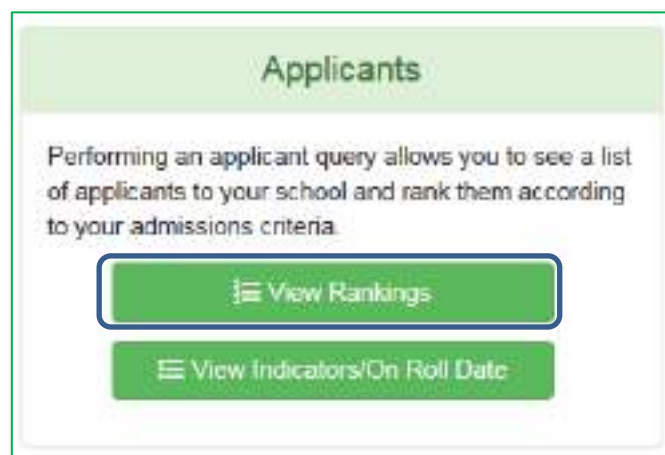 Applicants
Performing an applicant query allows you to see a list
of applicants to your school and rank them according
to your admissions criteria.
View Rankings
View Indicators/On Roll Date